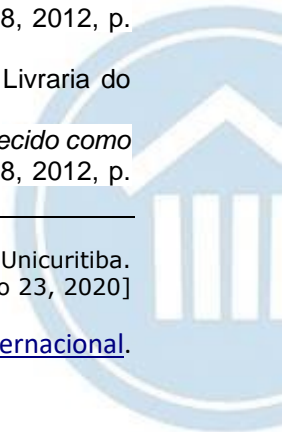 8, 2012, p.
Livraria do
ecido como
8, 2012, p.
Unicuritiba.
o 23, 2020]
ernacional.